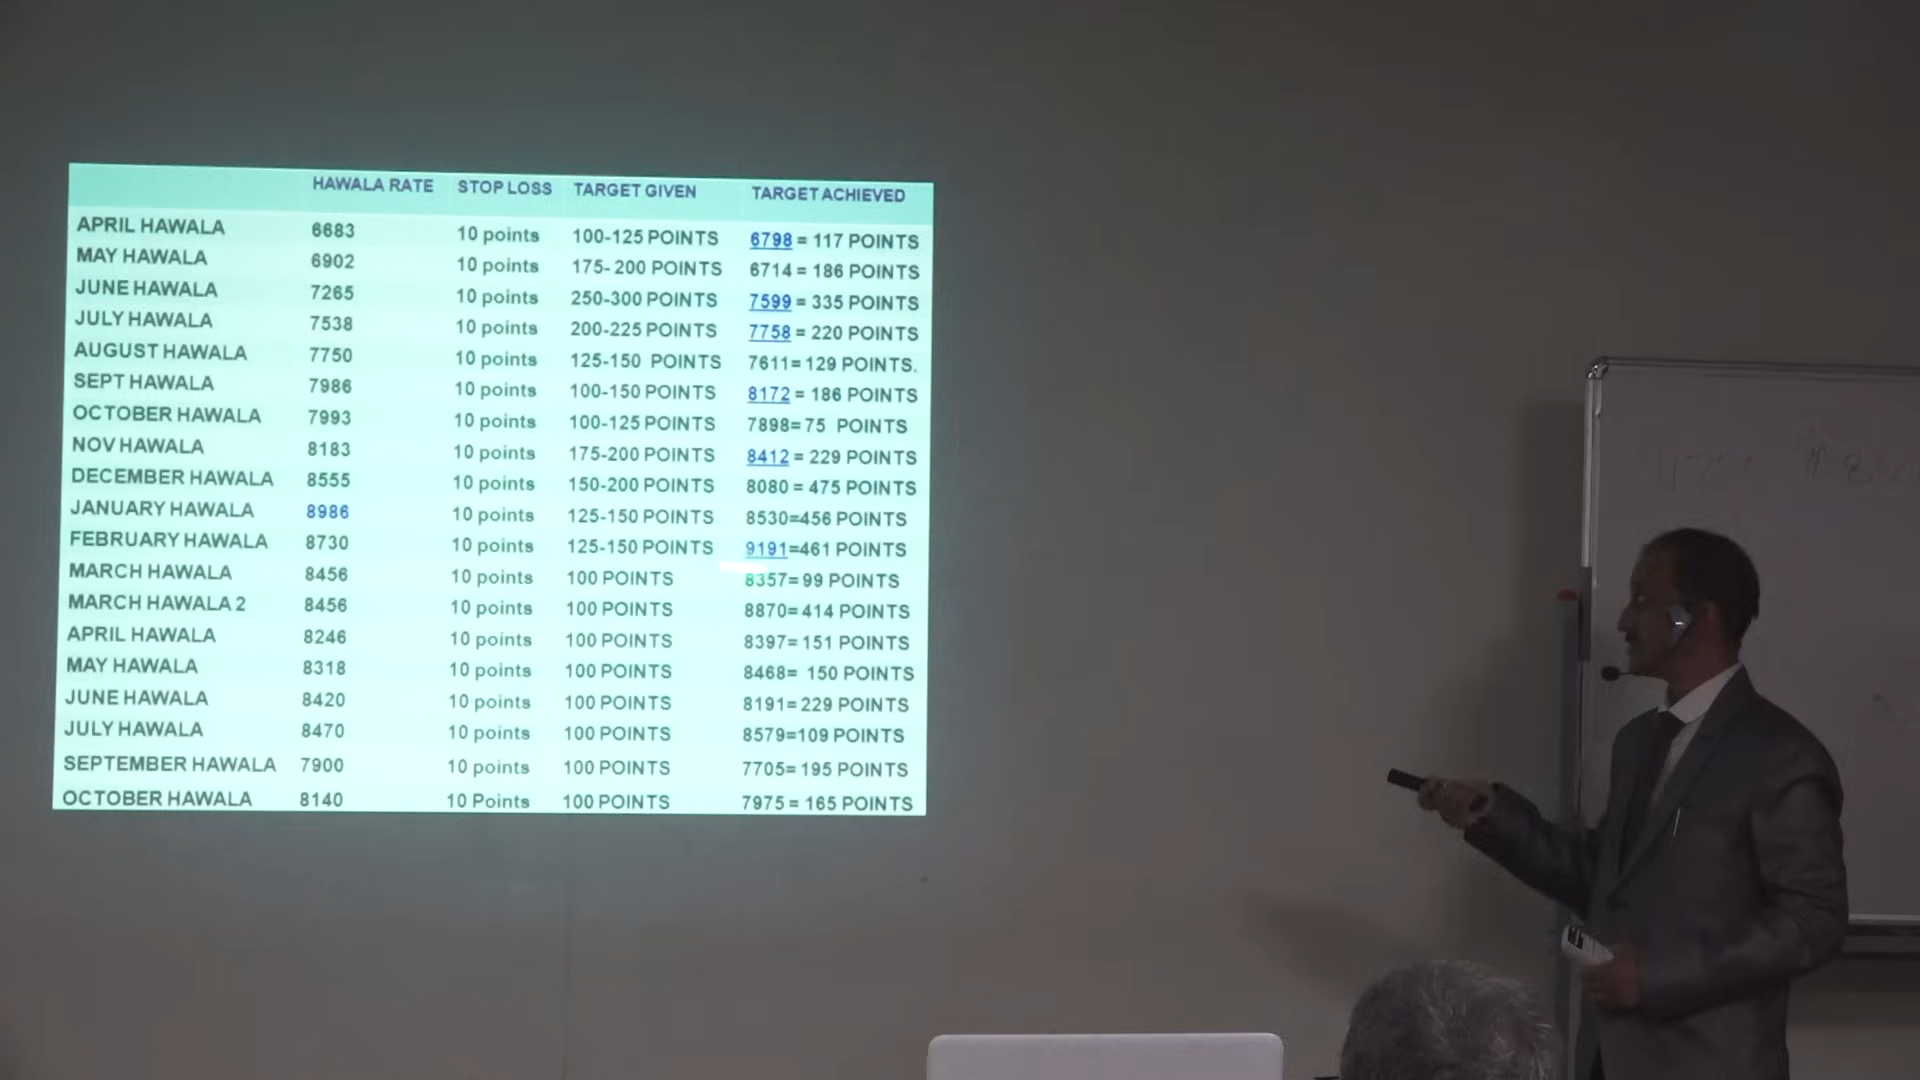 HAWALA RATE STOP LOSS TARGET GIVEN TARGET ACHIEVED
APRIL HAWALA 6683 10 points 100-125 POINTS 6798 = 117 POINTS
MAY HAWALA 6902 10 points 175- 200 POINTS 6714 = 186 POINTS
JUNE HAWALA 7265 10 points 250-300 POINTS 7599 = 335 POINTS
JULY HAWALA 7538 10 points 200-225 POINTS 7758 = 220 POINTS
AUGUST HAWALA 7750 10 points 125-150 POINTS 7611= 129 POINTS.
SEPT HAWALA 7986 10 points 100-150 POINTS 8172 = 186 POINTS
OCTOBER HAWALA 7993 10 points 100-125 POINTS 7898= 75 POINTS
NOV HAWALA 8183 10 points 175-200 POINTS 8412 = 229 POINTS
DECEMBER HAWALA 8555 10 points 150-200 POINTS 8080 = 475 POINTS
JANUARY HAWALA 8986 10 points 125-150 POINTS 8530=456 POINTS
FEBRUARY HAWALA 8730 10 points 125-150 POINTS 9191=461 POINTS
MARCH HAWALA 8456 10 points 100 POINTS 8357= 99 POINTS
MARCH HAWALA 2 8456 10 points 100 POINTS 8870= 414 POINTS
APRIL HAWALA 8246 10 points 100 POINTS 8397= 151 POINTS
MAY HAWALA 8318 10 points 100 POINTS 8468= 150 POINTS
JUNE HAWALA 8420 10 points 100 POINTS 8191= 229 POINTS
JULY HAWALA 8470 10 points 100 POINTS 8579=109 POINTS
SEPTEMBER HAWALA 7900 10 points 100 POINTS 7705= 195 POINTS
OCTOBER HAWALA 8140 10 Points 100 POINTS 7975 = 165 POINTS